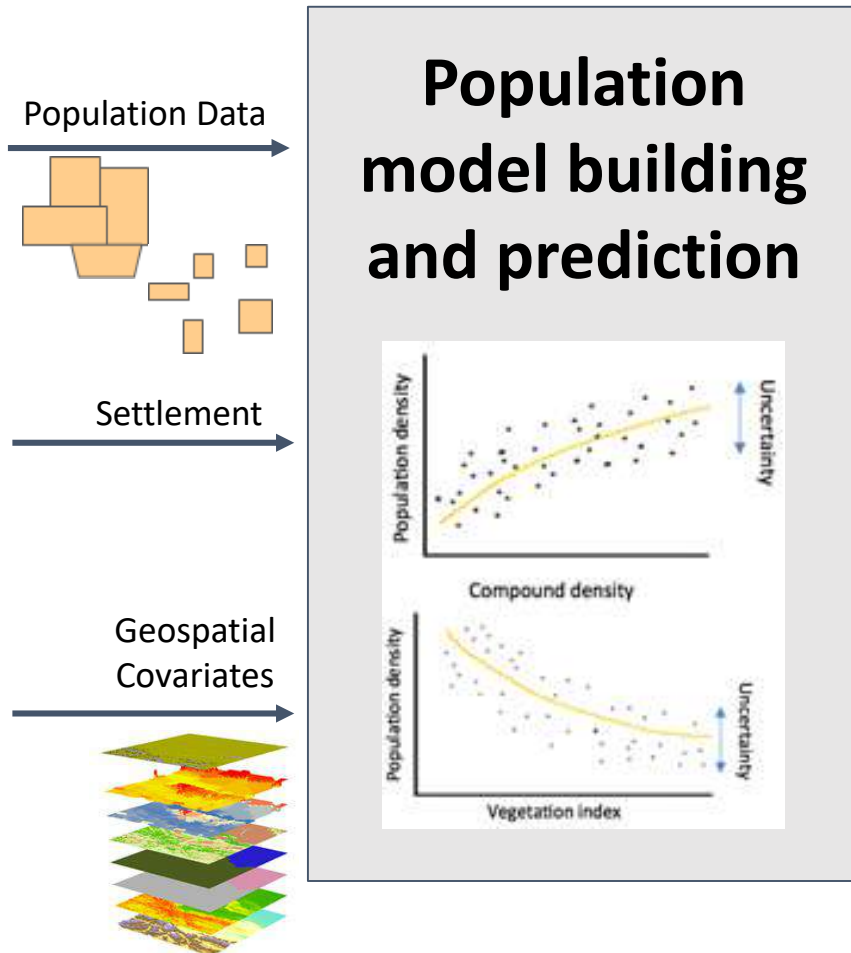 Population Data
Settlement
Geospatial
Covariates
Population
model building
and prediction
Population density
Uncertainty
Compound density
Population density
Uncertainty
Vegetation index